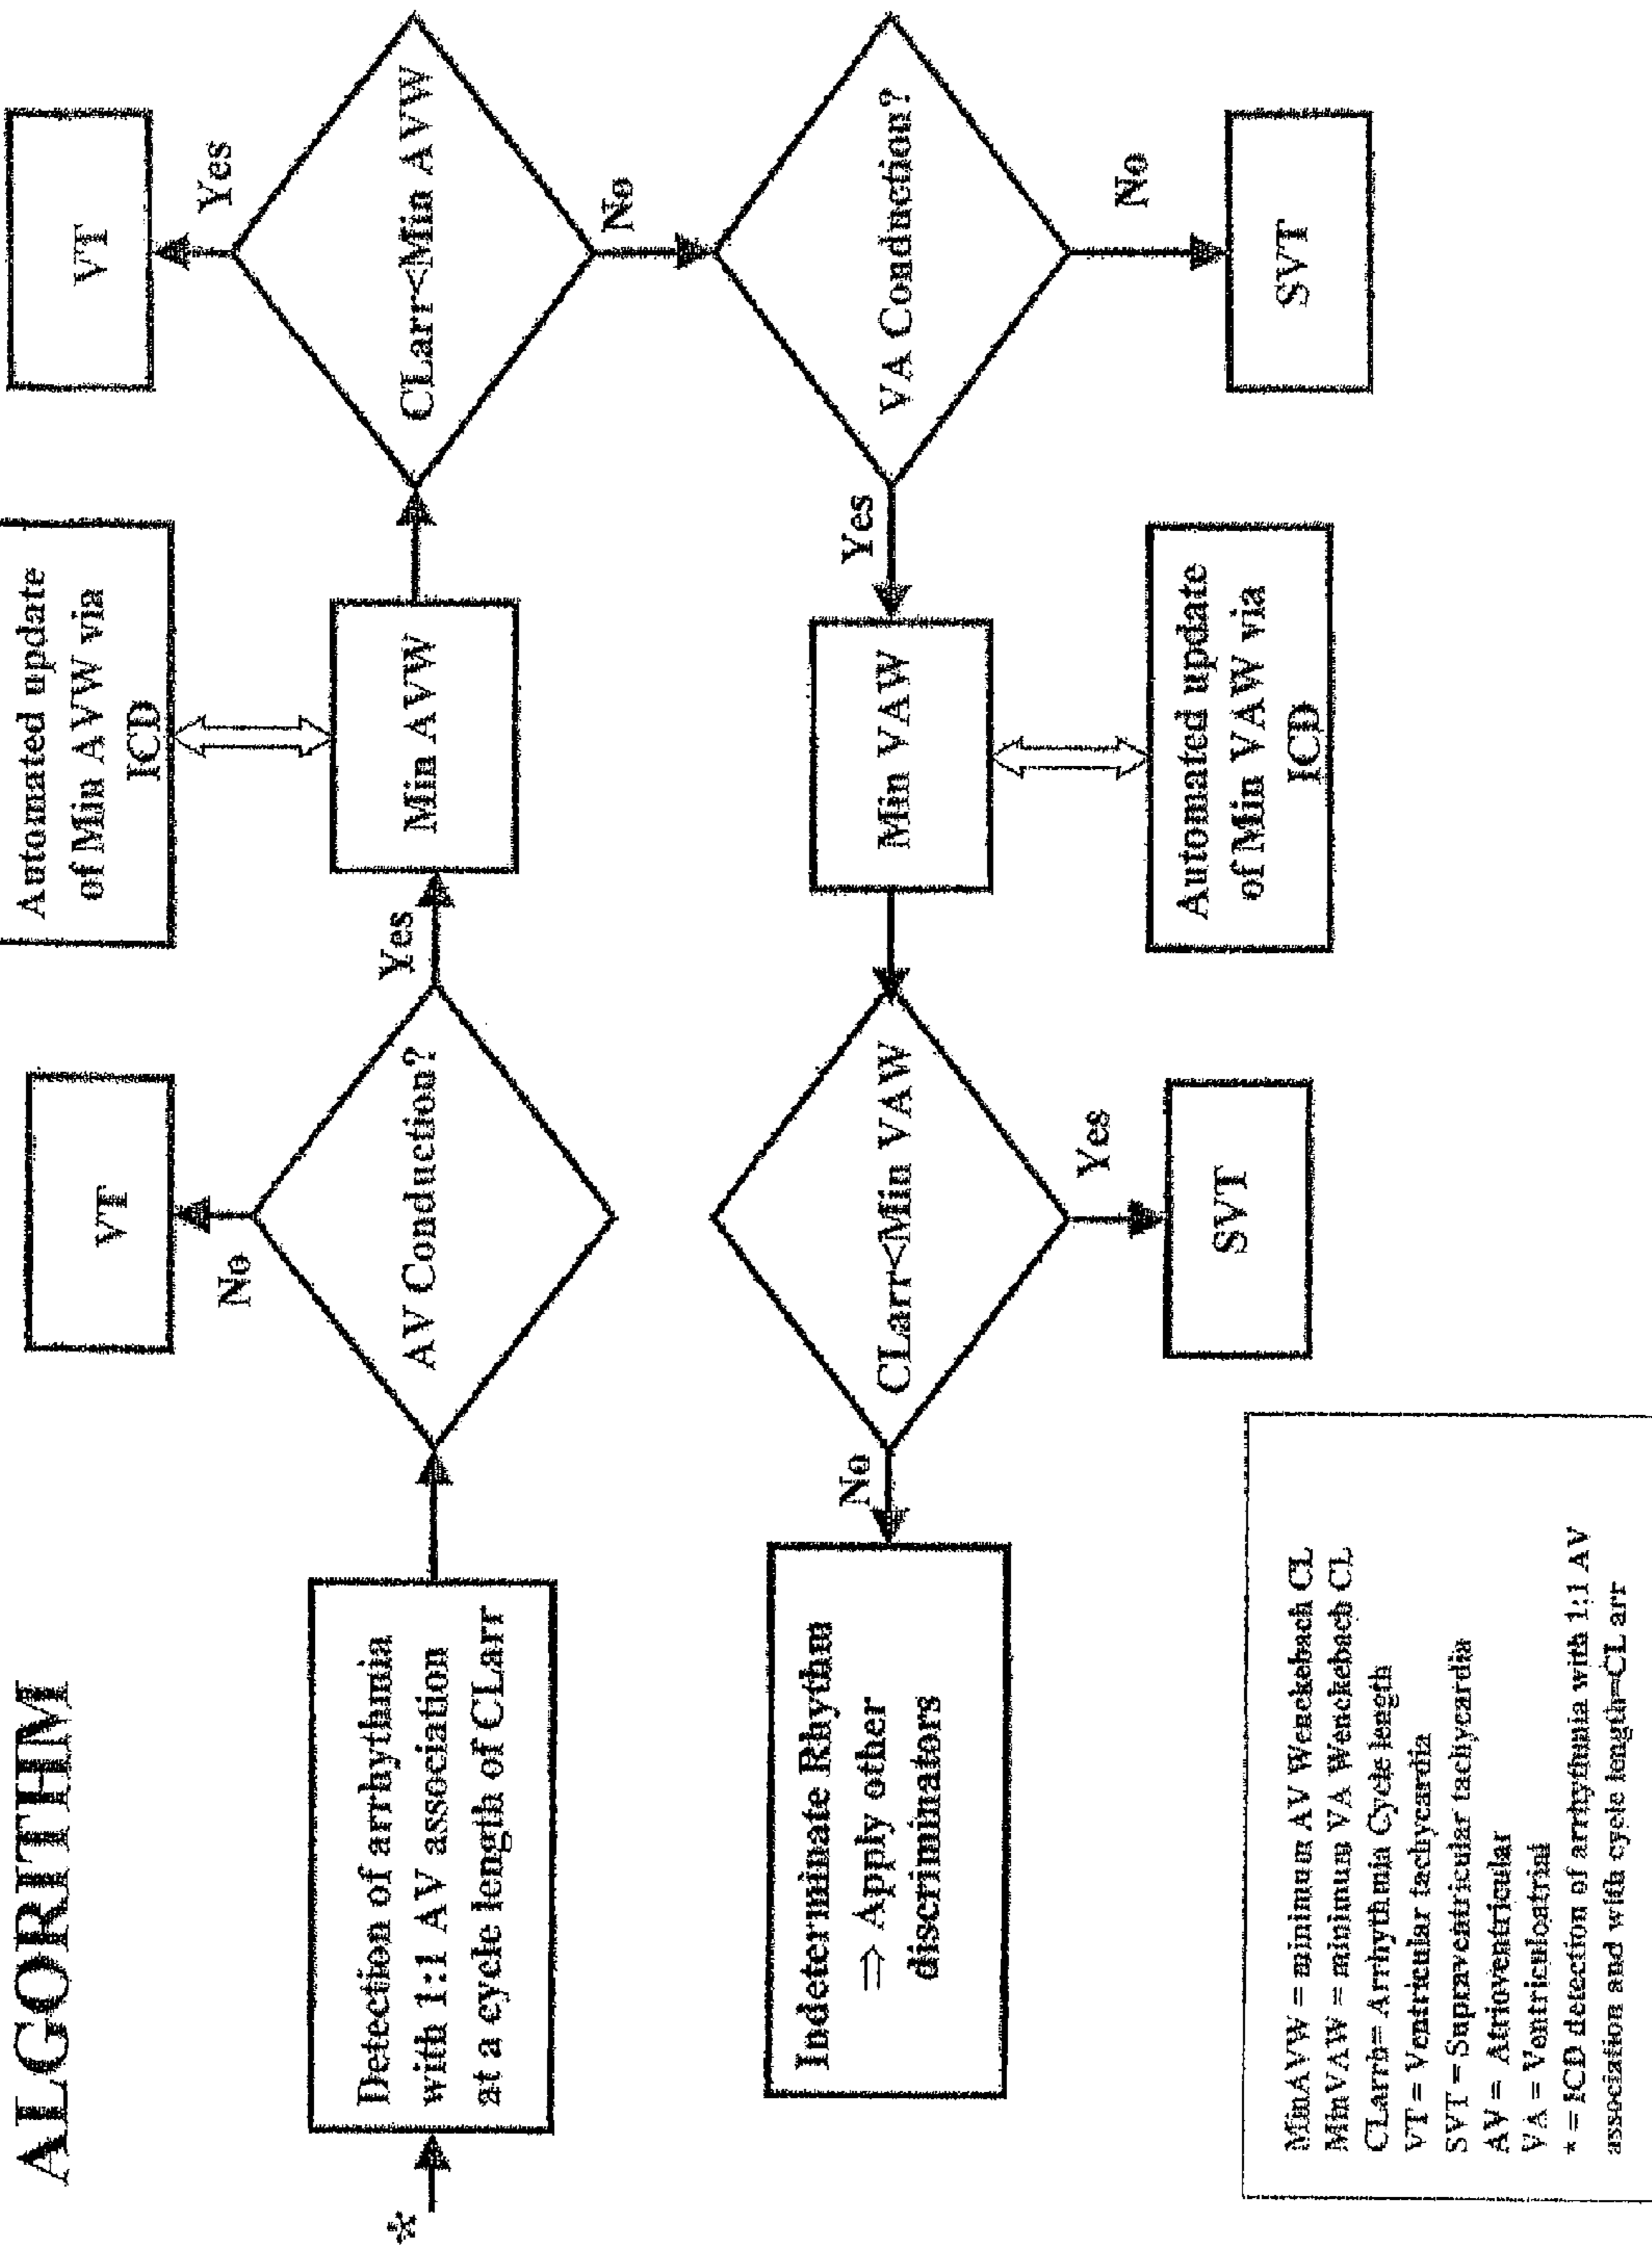 ALGORITHM
*
Detection of arrhythmia
with 1:1 AV association
at a cycle length of CLarr
AV Conduction?
No
VT
Yes
Min AVW
Automated update
of Min AVW via
ICD
CLarr<Min AVW
Yes
VT
No
VA Conduction?
No
SVT
Yes
Min VAW
Automated update
of Min VAW via
ICD
CLarr<Min VAW
Yes
SVT
No
Indeterminate Rhythm
⇒ Apply other
discriminators
MinAVW = minimum AV Wenckebach CL
MinVAW = minimum VA Wenckebach CL
CLarrh= Arrhythmia Cycle length
VT = Ventricular tachycardia
SVT = Supraventricular tachycardia
AV = Atrioventricular
VA = Ventriculoatrial
* = ICD detection of arrhythmia with 1:1 AV
association and with cycle length=CL arr